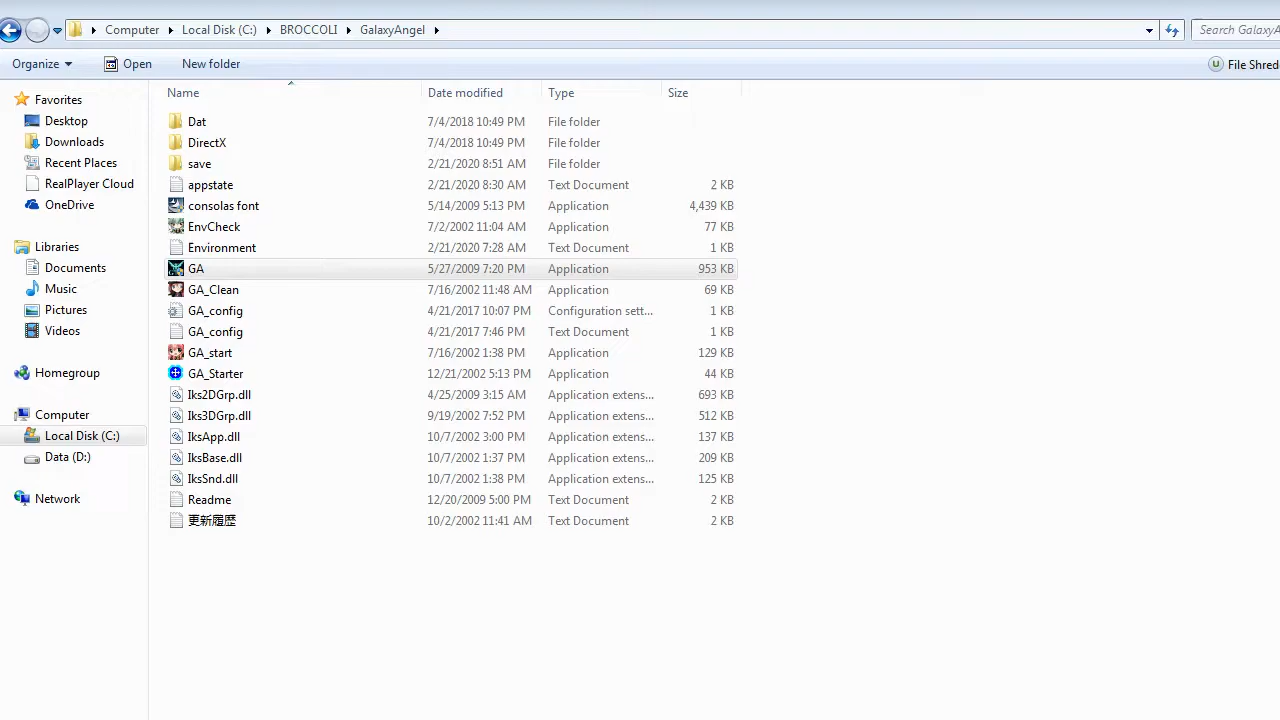 Computer Local Disk (C:) BROCCOLI GalaxyAngel Search GalaxyA
Organize Open New folder File Shred
Name Date modified Type Size
Favorites
Desktop
Downloads
Recent Places
RealPlayer Cloud
OneDrive
Libraries
Documents
Music
Pictures
Videos
Homegroup
Computer
Local Disk (C:)
Data (D:)
Network
Dat 7/4/2018 10:49 PM File folder
DirectX 7/4/2018 10:49 PM File folder
save 2/21/2020 8:51 AM File folder
appstate 2/21/2020 8:30 AM Text Document 2 KB
consolas font 5/14/2009 5:13 PM Application 4,439 KB
EnvCheck 7/2/2002 11:04 AM Application 77 KB
Environment 2/21/2020 7:28 AM Text Document 1 KB
GA 5/27/2009 7:20 PM Application 953 KB
GA_Clean 7/16/2002 11:48 AM Application 69 KB
GA_config 4/21/2017 10:07 PM Configuration sett... 1 KB
GA_config 4/21/2017 7:46 PM Text Document 1 KB
GA_start 7/16/2002 1:38 PM Application 129 KB
GA_Starter 12/21/2002 5:13 PM Application 44 KB
Iks2DGrp.dll 4/25/2009 3:15 AM Application extens... 693 KB
Iks3DGrp.dll 9/19/2002 7:52 PM Application extens... 512 KB
IksApp.dll 10/7/2002 3:00 PM Application extens... 137 KB
IksBase.dll 10/7/2002 1:37 PM Application extens... 209 KB
IksSnd.dll 10/7/2002 1:38 PM Application extens... 125 KB
Readme 12/20/2009 5:00 PM Text Document 2 KB
更新履歴 10/2/2002 11:41 AM Text Document 2 KB